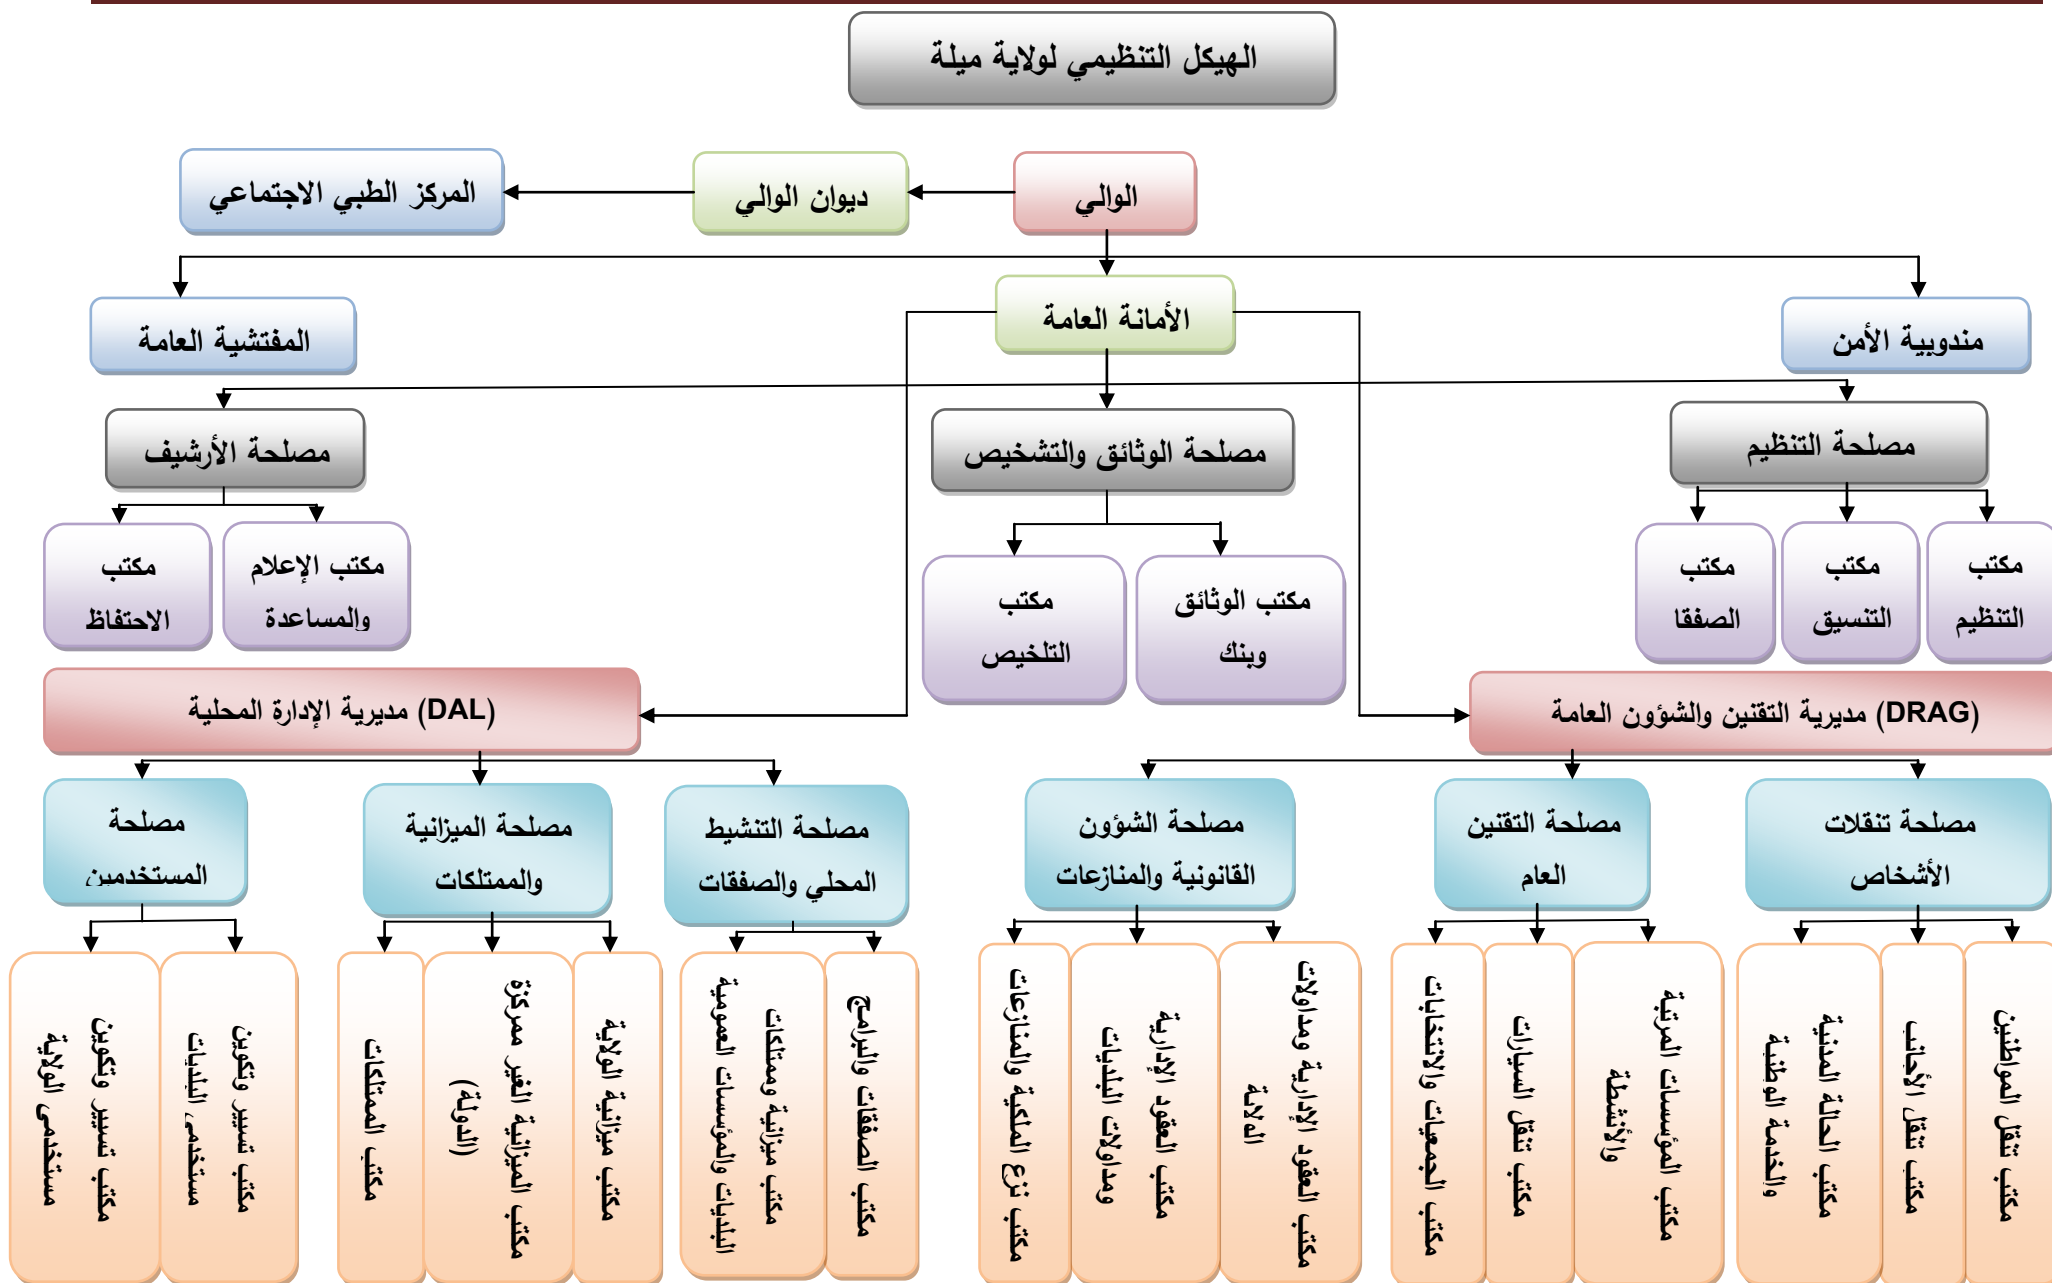 الهيكل التنظيمي لولاية ميلة
الوالي
ديوان الوالي
المركز الطبي الاجتماعي
مندوبية الأمن
الأمانة العامة
المفتشية العامة
مصلحة التنظيم
مصلحة الوثائق والتشخيص
مصلحة الأرشيف
مكتب
التنظيم
مكتب
التنسيق
مكتب
الصفقا
مكتب الوثائق
وبنك
مكتب
التلخيص
مكتب الإعلام
والمساعدة
مكتب
الاحتفاظ
(DRAG) مديرية التقنين والشؤون العامة
(DAL) مديرية الإدارة المحلية
مصلحة تنقلات
الأشخاص
مصلحة التقنين
العام
مصلحة الشؤون
القانونية والمنازعات
مصلحة التنشيط
المحلي والصفقات
مصلحة الميزانية
والممتلكات
مصلحة
المستخدمين
مكتب تنقل المواطنين
مكتب تنقل الأجانب
مكتب الحالة المدنية
والخدمة الوطنية
مكتب المؤسسات المرتبة
والأنشطة
مكتب تنقل السيارات
مكتب الجمعيات والانتخابات
مكتب العقود الإدارية ومداولات
الولاية
مكتب العقود الإدارية
ومداولات البلديات
مكتب نزع الملكية والمنازعات
مكتب الصفقات والبرامج
مكتب ميزانية وممتلكات
البلديات والمؤسسات العمومية
مكتب ميزانية الولاية
مكتب الميزانية الغير ممركزة
(الدولة)
مكتب الممتلكات
مكتب تسيير وتكوين
مستخدمي البلديات
مكتب تسيير وتكوين
مستخدمي الولاية